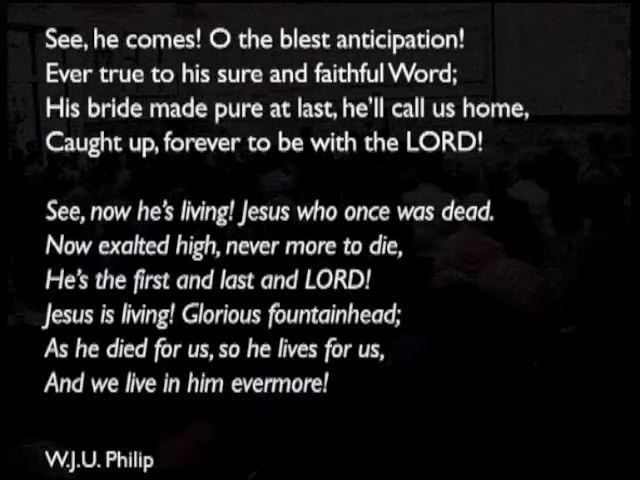 See, he comes! O the blest anticipation!
Ever true to his sure and faithful Word;
His bride made pure at last, he'll call us home,
Caught up, forever to be with the LORD!
See, now he's living! Jesus who once was dead.
Now exalted high, never more to die,
He's the first and last and LORD!
Jesus is living! Glorious fountainhead;
As he died for us, so he lives for us,
And we live in him evermore!
W.J.U. Philip